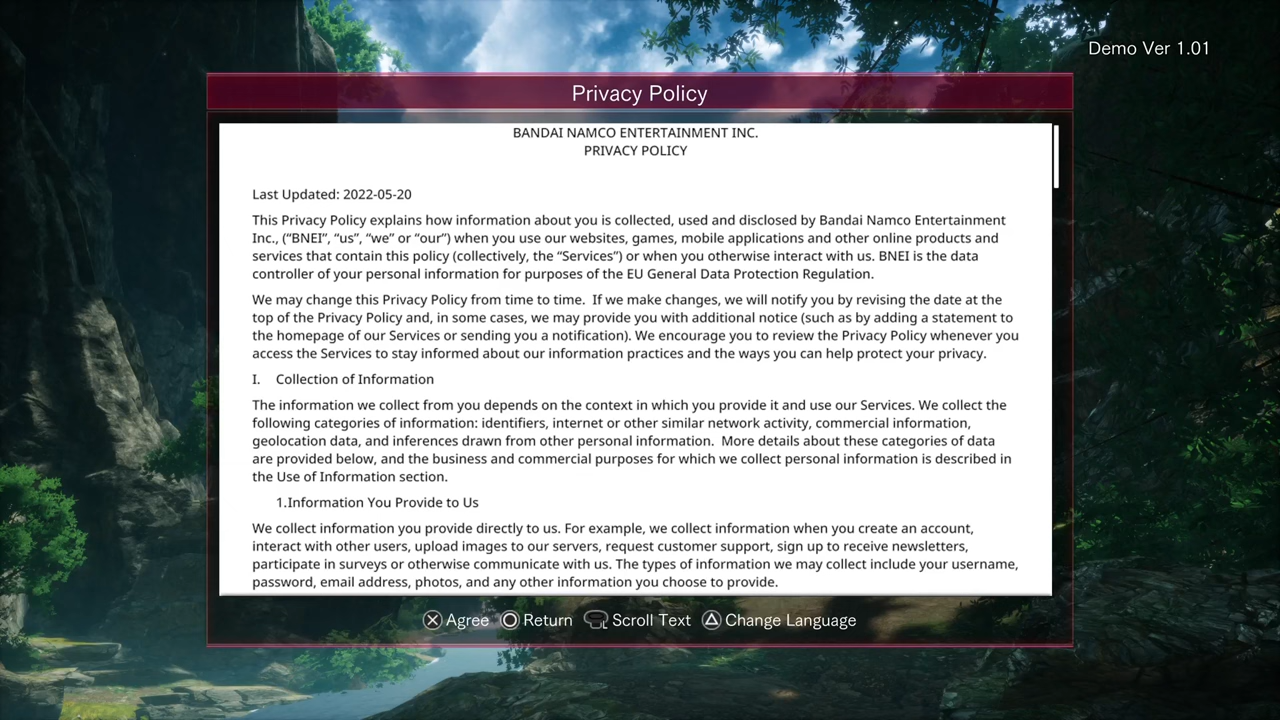 Demo Ver 1.01
Privacy Policy
BANDAI NAMCO ENTERTAINMENT INC.
PRIVACY POLICY
Last Updated: 2022-05-20
This Privacy Policy explains how information about you is collected, used and disclosed by Bandai Namco Entertainment
Inc., (“BNEI”, “us”, “we” or “our”) when you use our websites, games, mobile applications and other online products and
services that contain this policy (collectively, the “Services”) or when you otherwise interact with us. BNEI is the data
controller of your personal information for purposes of the EU General Data Protection Regulation.
We may change this Privacy Policy from time to time.  If we make changes, we will notify you by revising the date at the
top of the Privacy Policy and, in some cases, we may provide you with additional notice (such as by adding a statement to
the homepage of our Services or sending you a notification). We encourage you to review the Privacy Policy whenever you
access the Services to stay informed about our information practices and the ways you can help protect your privacy.
I. Collection of Information
The information we collect from you depends on the context in which you provide it and use our Services. We collect the
following categories of information: identifiers, internet or other similar network activity, commercial information,
geolocation data, and inferences drawn from other personal information.  More details about these categories of data
are provided below, and the business and commercial purposes for which we collect personal information is described in
the Use of Information section.
1.Information You Provide to Us
We collect information you provide directly to us. For example, we collect information when you create an account,
interact with other users, upload images to our servers, request customer support, sign up to receive newsletters,
participate in surveys or otherwise communicate with us. The types of information we may collect include your username,
password, email address, photos, and any other information you choose to provide.
Agree Return L Scroll Text Change Language